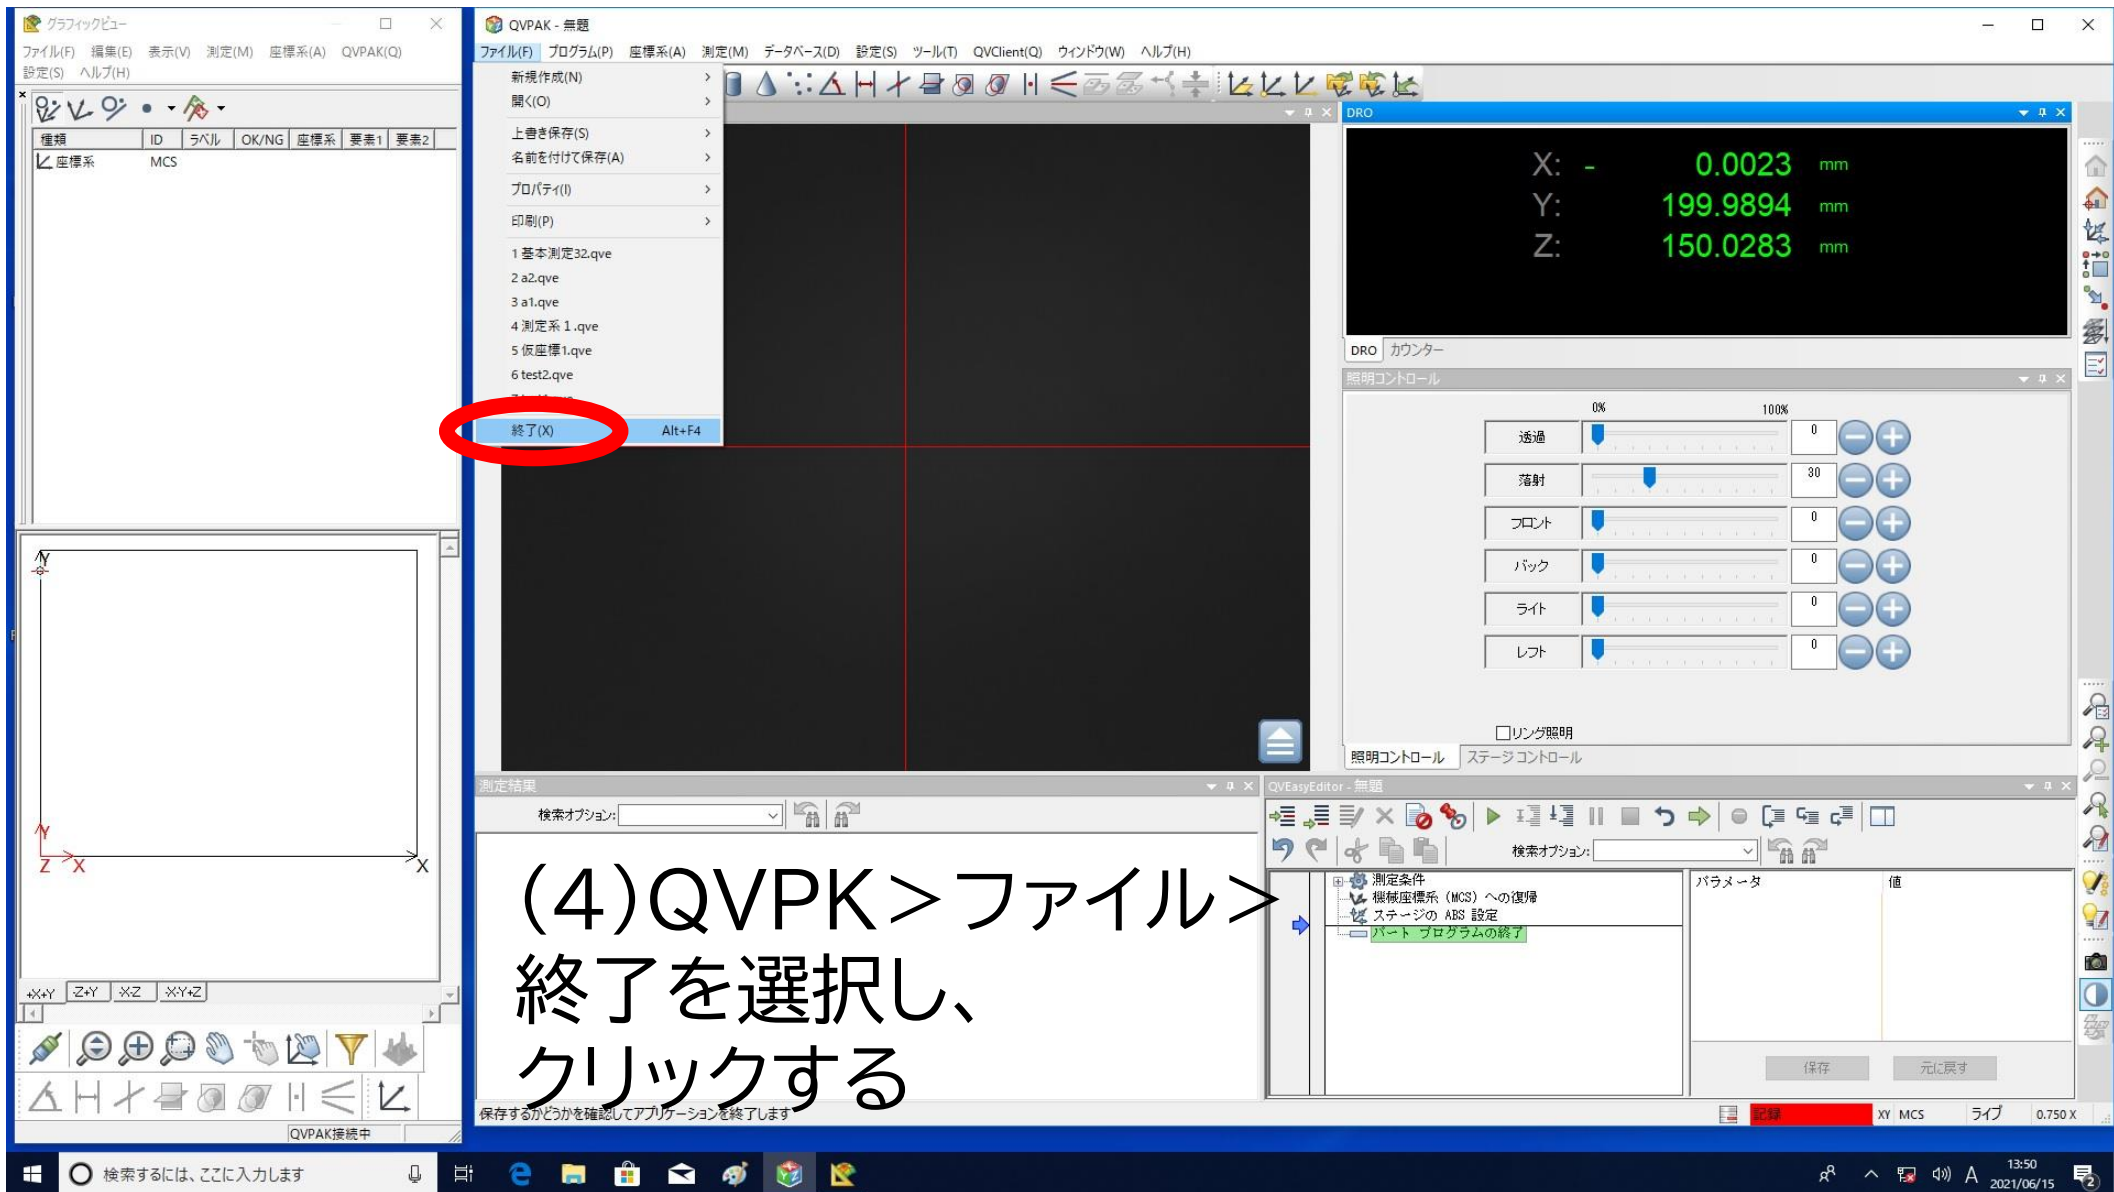 グラフィックビュー
ファイル(F) 編集(E) 表示(V) 測定(M) 座標系(A) QVPAK(Q)
設定(S) ヘルプ(H)
種類 ID ラベル OK/NG 座標系 要素1 要素2
座標系 MCS
Y
X
Y
Z X
+X+Y -Z+Y -X-Z -X-Y+Z
QVPAK接続中
QVPAK - 無題
ファイル(F) プログラム(P) 座標系(A) 測定(M) データベース(D) 設定(S) ツール(T) QVClient(Q) ウィンドウ(W) ヘルプ(H)
新規作成(N)
開く(O)
上書き保存(S)
名前を付けて保存(A)
プロパティ(I)
印刷(P)
1 基本測定32.qve
2 a2.qve
3 a1.qve
4 測定系１.qve
5 仮座標1.qve
6 test2.qve
終了(X) Alt+F4
DRO
X: - 0.0023 mm
Y: 199.9894 mm
Z: 150.0283 mm
DRO カウンター
照明コントロール
0% 100%
透過 0
落射 30
フロント 0
バック 0
ライト 0
レフト 0
リング照明
照明コントロール ステージ コントロール
測定結果
検索オプション:
QVEasyEditor - 無題
検索オプション:
測定条件
機械座標系 (MCS) への復帰
ステージの ABS 設定
パート プログラムの終了
パラメータ 値
保存 元に戻す
（4）QVPK＞ファイル＞
終了を選択し、
クリックする
保存するかどうかを確認してアプリケーションを終了します
記録 XY MCS ライブ 0.750 X
検索するには、ここに入力します
A 13:50
2021/06/15
2